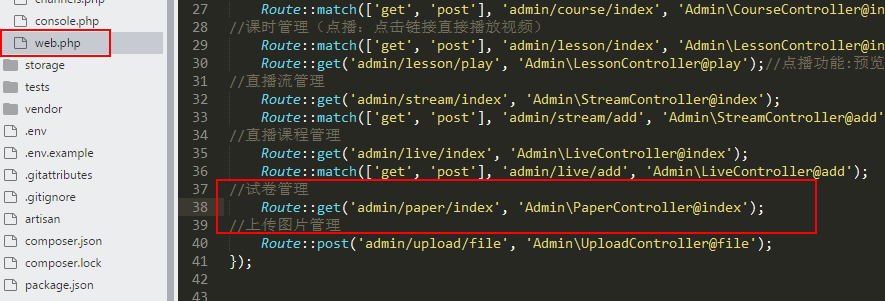 channels.php
console.php
web.php
storage
tests
vendor
.env
.env.example
.gitattributes
.gitignore
artisan
composer.json
composer.lock
package.json
27 Route::match(['get', 'post'], 'admin/course/index', 'Admin\CourseController@in
28 //课时管理（点播：点击链接直接播放视频）
29 Route::match(['get', 'post'], 'admin/lesson/index', 'Admin\LessonController@in
30 Route::get('admin/lesson/play', 'Admin\LessonController@play');//点播功能:预览
31 //直播流管理
32 Route::get('admin/stream/index', 'Admin\StreamController@index');
33 Route::match(['get', 'post'], 'admin/stream/add', 'Admin\StreamController@add'
34 //直播课程管理
35 Route::get('admin/live/index', 'Admin\LiveController@index');
36 Route::match(['get', 'post'], 'admin/live/add', 'Admin\LiveController@add');
37 //试卷管理
38 Route::get('admin/paper/index', 'Admin\PaperController@index');
39 //上传图片管理
40 Route::post('admin/upload/file', 'Admin\UploadController@file');
41 });
42
43